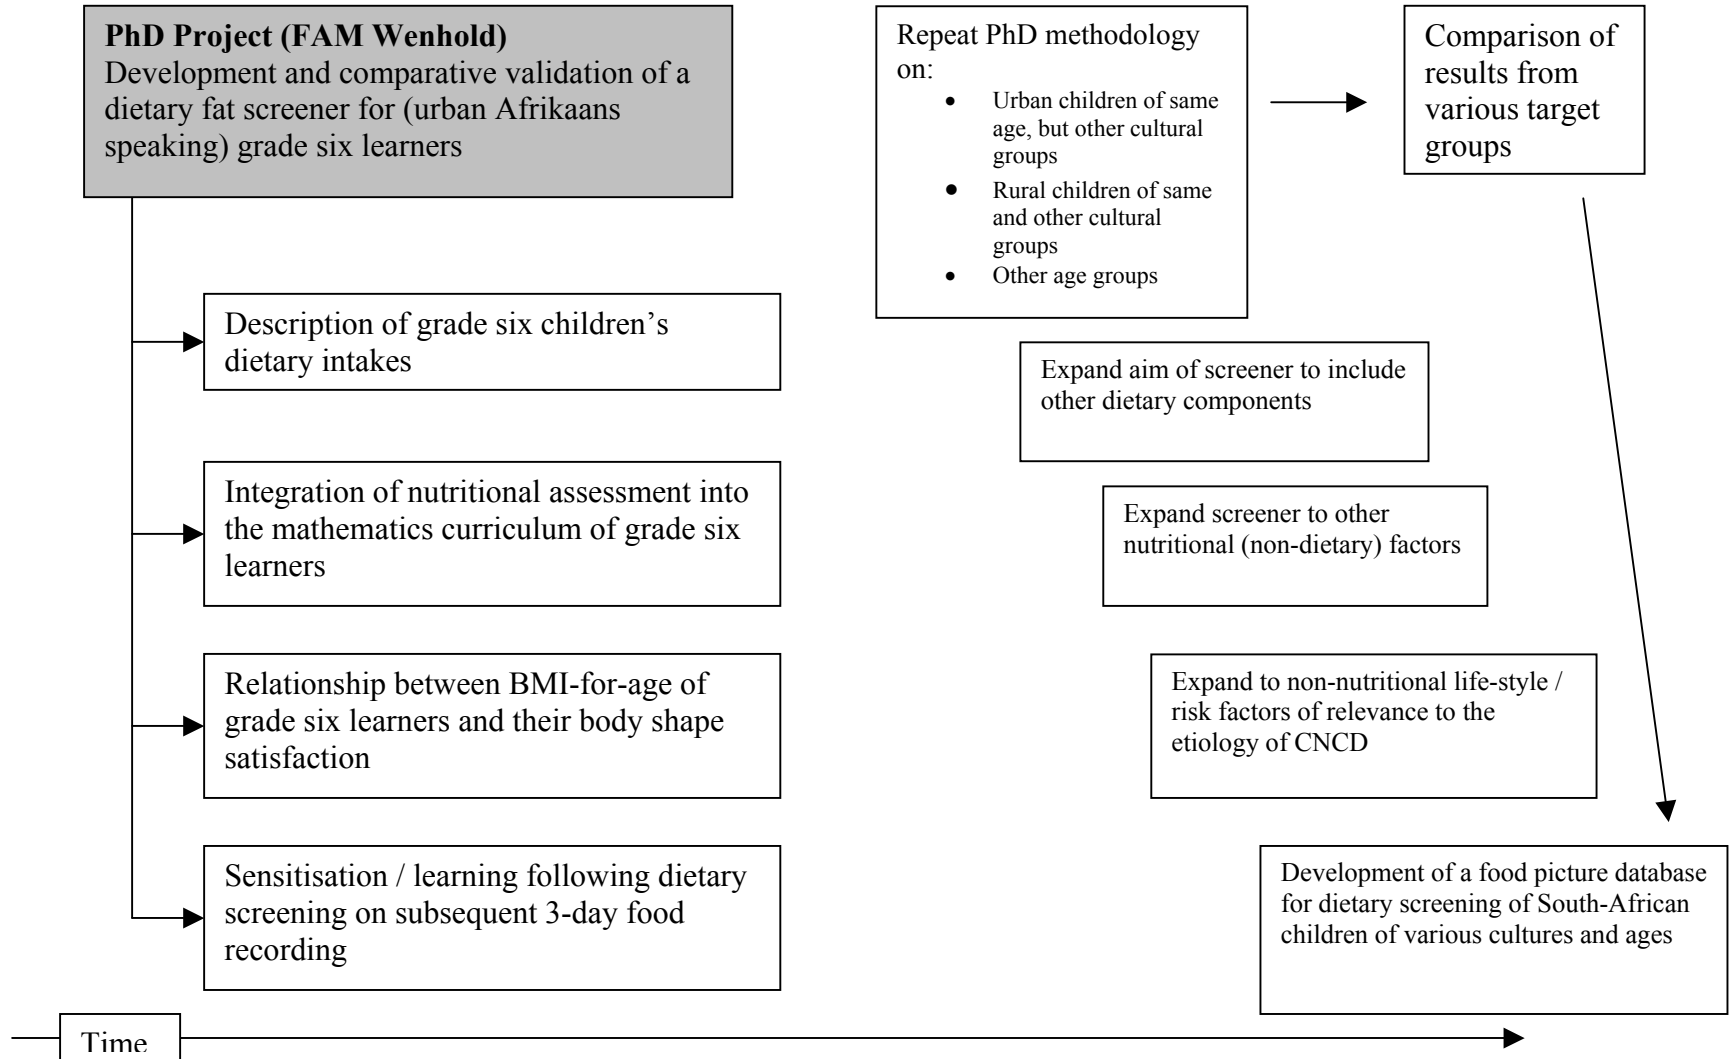 PhD Project (FAM Wenhold)
Development and comparative validation of a
dietary fat screener for (urban Afrikaans
speaking) grade six learners
Description of grade six children’s
dietary intakes
Integration of nutritional assessment into
the mathematics curriculum of grade six
learners
Relationship between BMI-for-age of
grade six learners and their body shape
satisfaction
Sensitisation / learning following dietary
screening on subsequent 3-day food
recording
Repeat PhD methodology
on:
• Urban children of same
age, but other cultural
groups
• Rural children of same
and other cultural
groups
• Other age groups
Comparison of
results from
various target
groups
Expand aim of screener to include
other dietary components
Expand screener to other
nutritional (non-dietary) factors
Expand to non-nutritional life-style /
risk factors of relevance to the
etiology of CNCD
Development of a food picture database
for dietary screening of South-African
children of various cultures and ages
Time